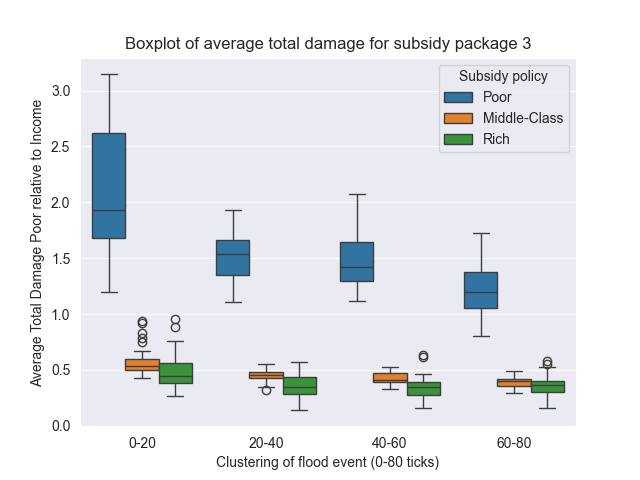 Boxplot of average total damage for subsidy package 3
Subsidy policy
Poor
Middle-Class
Rich
Average Total Damage Poor relative to Income
3.0
2.5
2.0
1.5
1.0
0.5
0.0
0-20
20-40
40-60
60-80
Clustering of flood event (0-80 ticks)